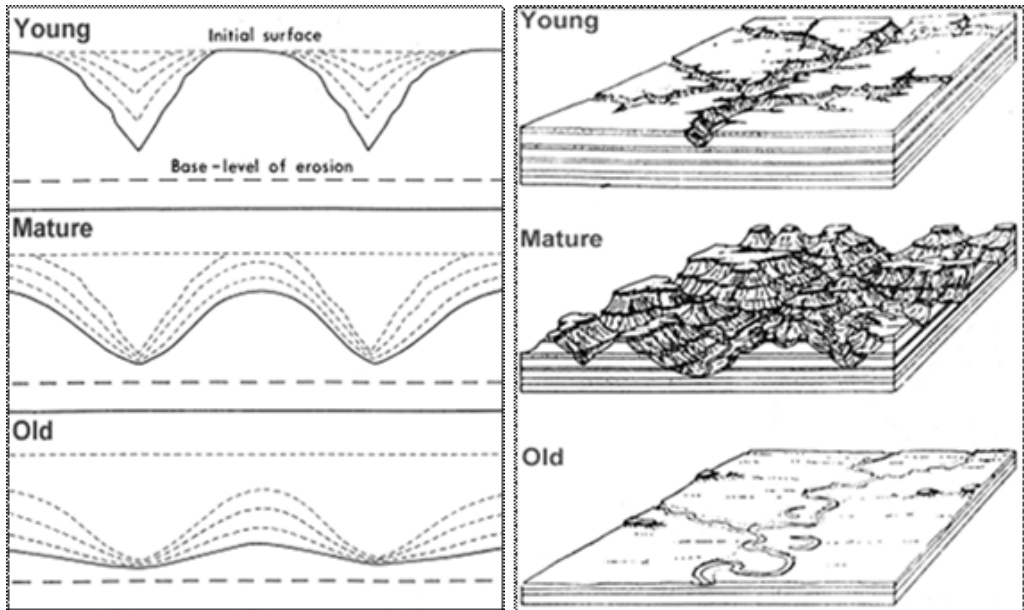 Young
Initial surface
Base-level of erosion
Mature
Old
Young
Mature
Old